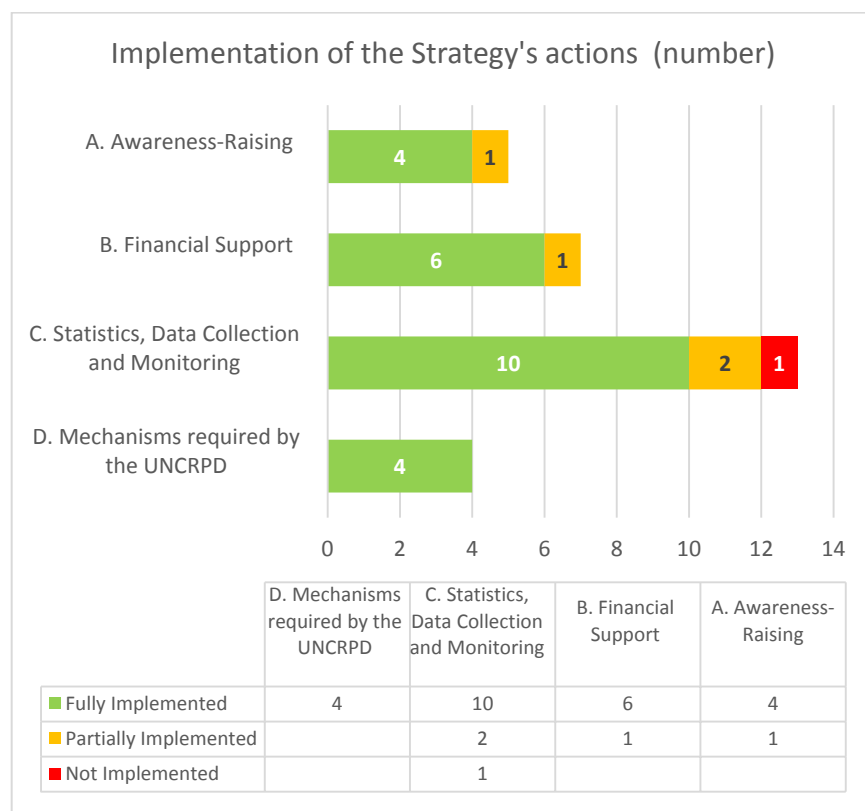 Implementation of the Strategy's actions (number)
A. Awareness-Raising
4 1
B. Financial Support
6 1
C. Statistics, Data Collection
and Monitoring
10 2 1
D. Mechanisms required by
the UNCRPD
4
0 2 4 6 8 10 12 14
D. Mechanisms
required by the
UNCRPD
C. Statistics,
Data Collection
and Monitoring
B. Financial
Support
A. Awareness-
Raising
Fully Implemented 4 10 6 4
Partially Implemented 2 1 1
Not Implemented 1